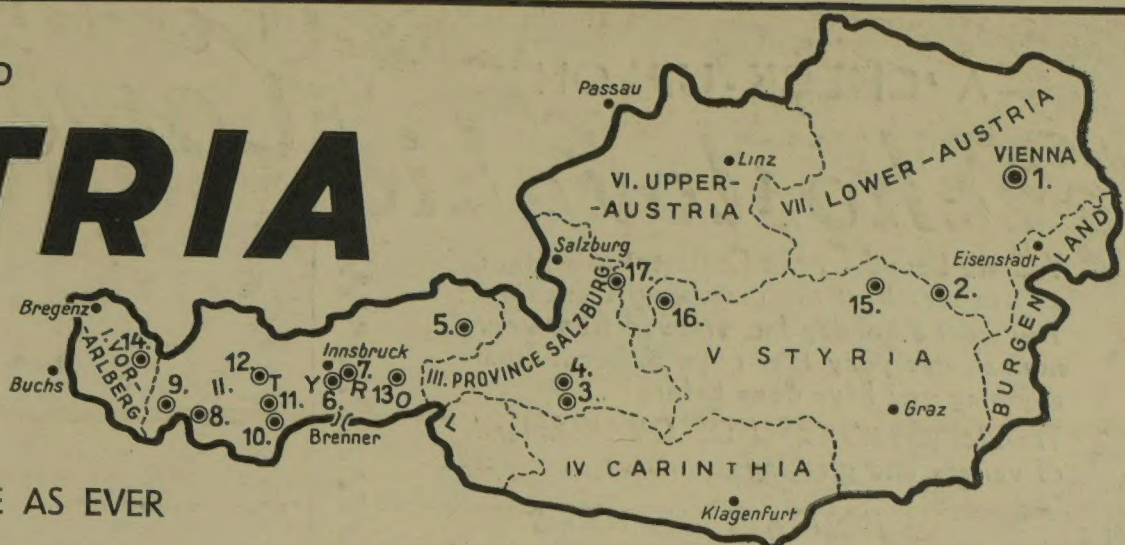 TRIA
E AS EVER
Passau
Linz
VI. UPPER-
-AUSTRIA
VII. LOWER-AUSTRIA
VIENNA
1.
Salzburg
Eisenstadt
BURGENLAND
17.
16.
15.
2.
V STYRIA
Graz
Bregenz
Buchs
I. VOR-
ARLBERG
14.
9.
8.
II. TYROL
12.
11.
10.
Innsbruck
7.
6
13
Brenner
5.
III. PROVINCE SALZBURG
4.
3.
IV CARINTHIA
Klagenfurt